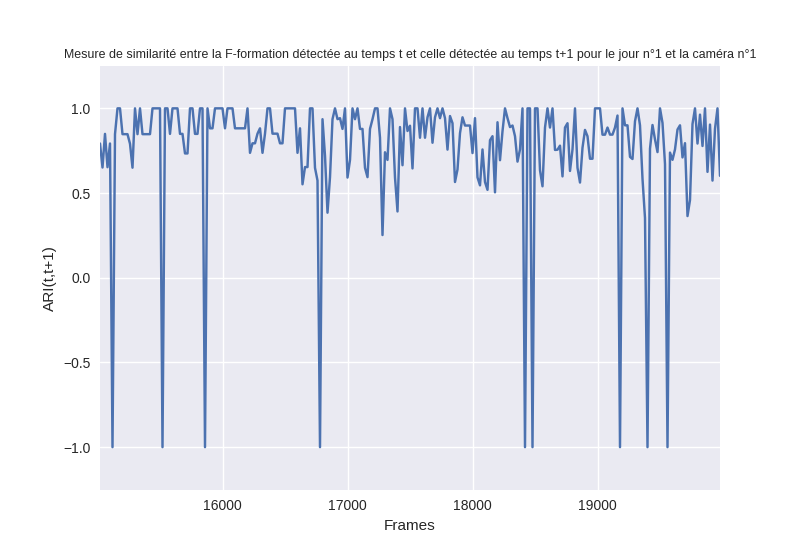 Mesure de similarité entre la F-formation détectée au temps t et celle détectée au temps t+1 pour le jour n°1 et la caméra n°1
1.0
0.5
0.0
−0.5
−1.0
ARI(t,t+1)
16000 17000 18000 19000
Frames